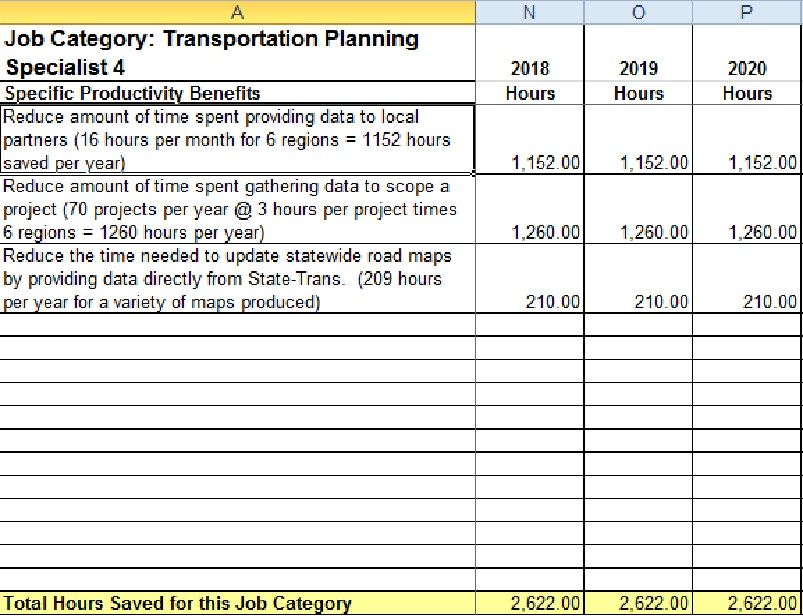 A N O P
Job Category: Transportation Planning
Specialist 4 2018 2019 2020
Specific Productivity Benefits Hours Hours Hours
Reduce amount of time spent providing data to local
partners (16 hours per month for 6 regions = 1152 hours
saved per year) 1,152.00 1,152.00 1,152.00
Reduce amount of time spent gathering data to scope a
project (70 projects per year @ 3 hours per project times
6 regions = 1260 hours per year) 1,260.00 1,260.00 1,260.00
Reduce the time needed to update statewide road maps
by providing data directly from State-Trans. (209 hours
per year for a variety of maps produced) 210.00 210.00 210.00
Total Hours Saved for this Job Category 2,622.00 2,622.00 2,622.00